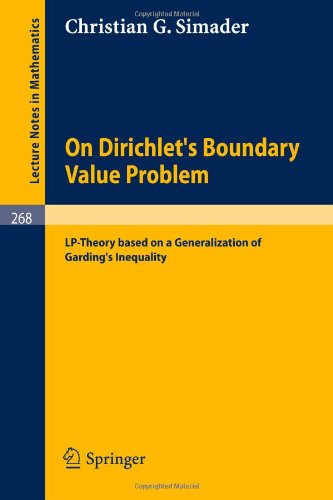 Christian G. Simader
Lecture Notes in Mathematics
On Dirichlet's Boundary
Value Problem
268
LP-Theory based on a Generalization of
Garding's Inequality
Springer